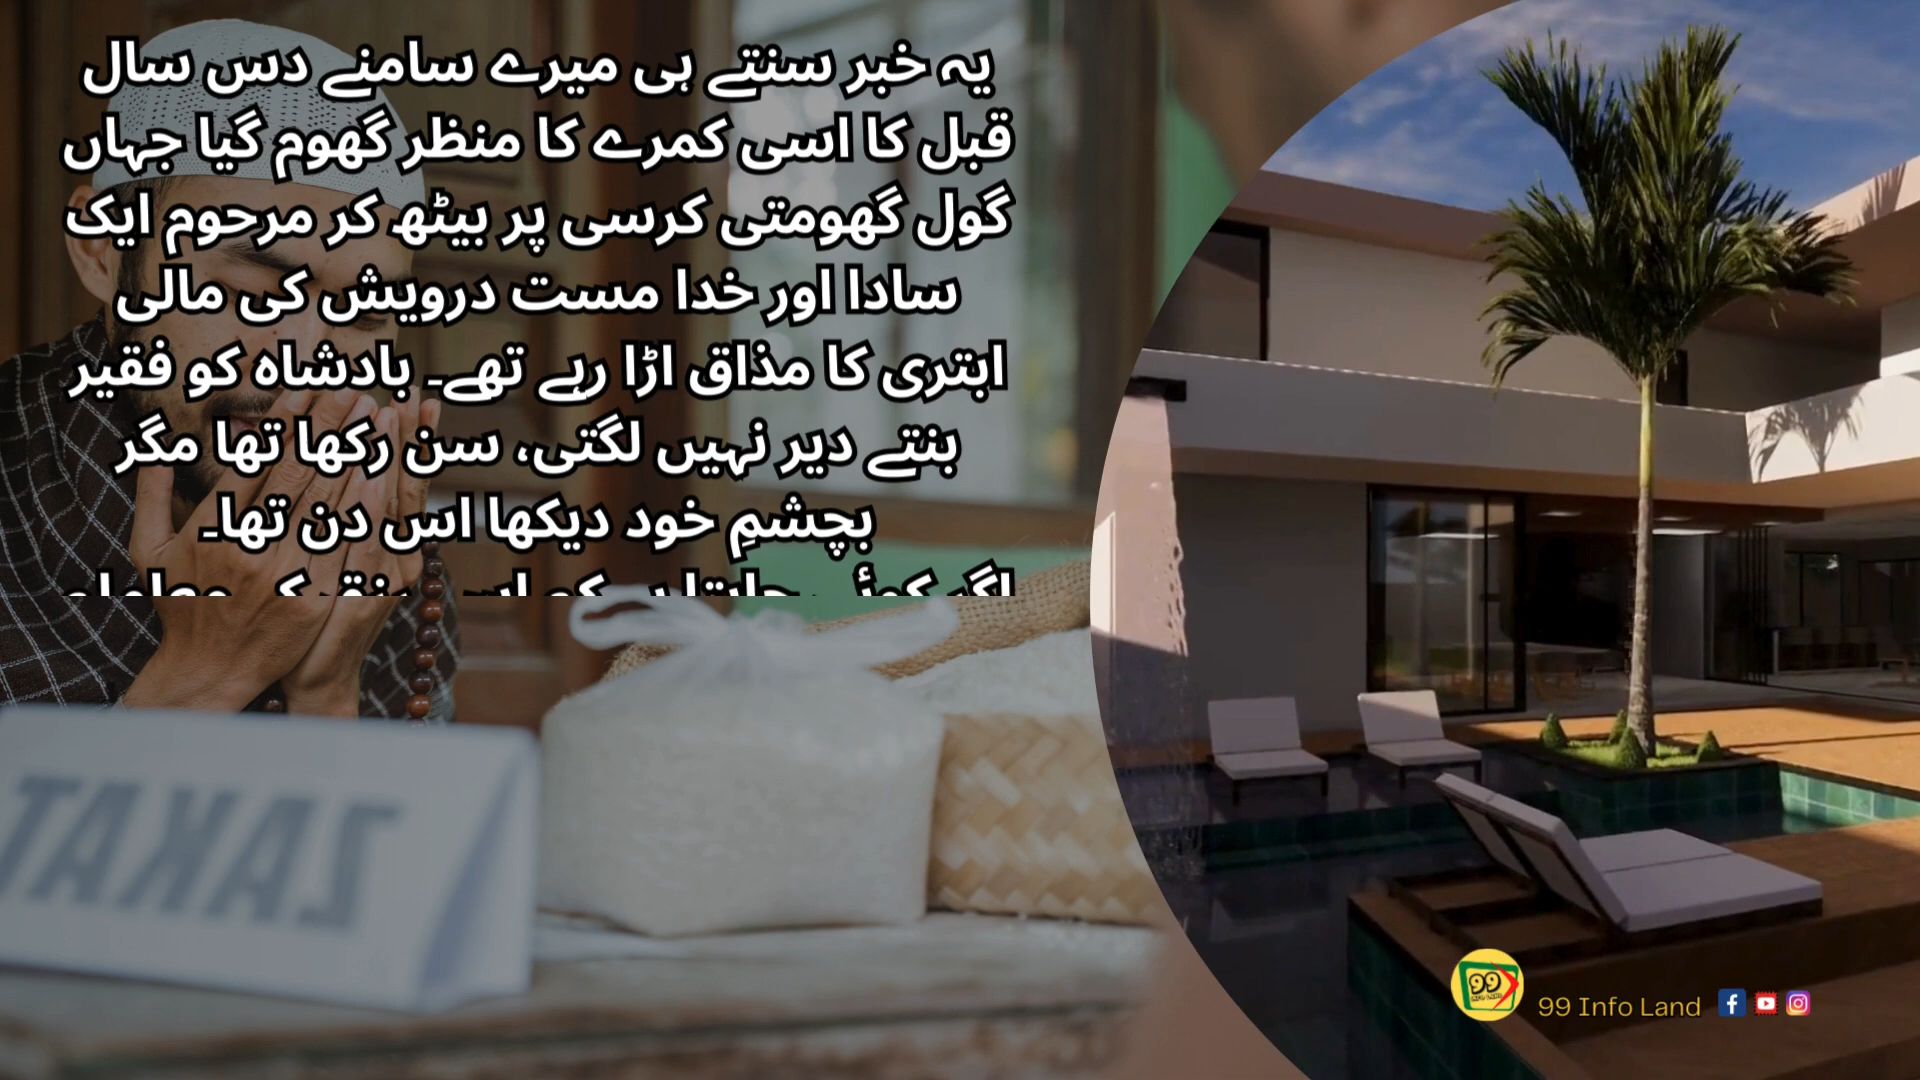 یہ خبر سنتے ہی میرے سامنے دس سال
قبل کا اسی کمرے کا منظر گھوم گیا جہاں
گول گھومتی کرسی پر بیٹھ کر مرحوم ایک
سادا اور خدا مست درویش کی مالی
ابتری کا مذاق اڑا رہے تھے۔ بادشاہ کو فقیر
بنتے دیر نہیں لگتی، سن رکھا تھا مگر
بچشمِ خود دیکھا اس دن تھا۔
ZAKAT
99
INFO LAND
99 Info Land